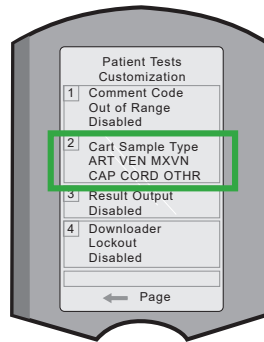 Patient Tests
Customization
1 Comment Code
Out of Range
Disabled
2 Cart Sample Type
ART VEN MXVN
CAP CORD OTHR
3 Result Output
Disabled
4 Downloader
Lockout
Disabled
Page